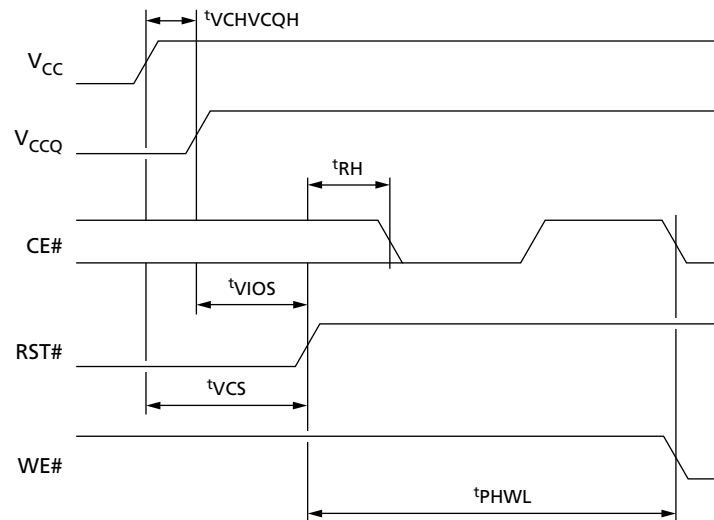 tVCHVCQH
VCC
VCCQ
tRH
CE#
tVIOS
RST#
tVCS
WE#
tPHWL